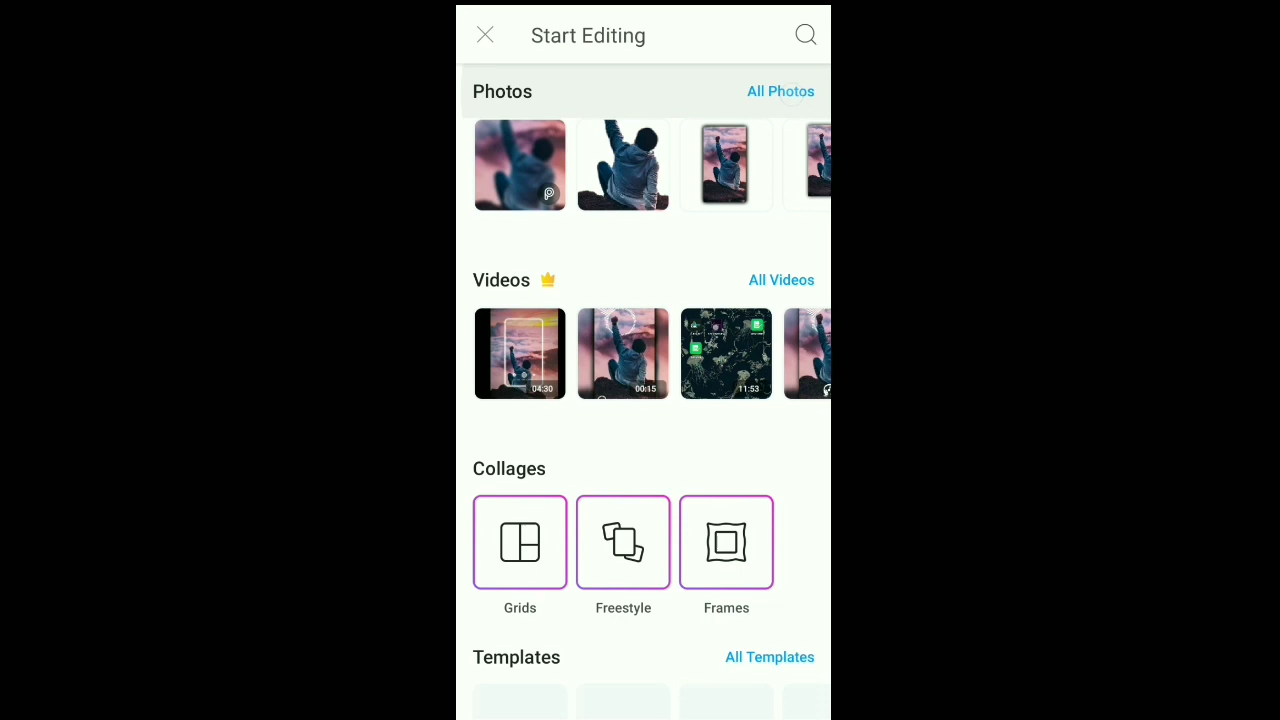 Start Editing
Photos All Photos
Videos All Videos
04:30 00:15 11:53
Collages
Grids Freestyle Frames
Templates All Templates